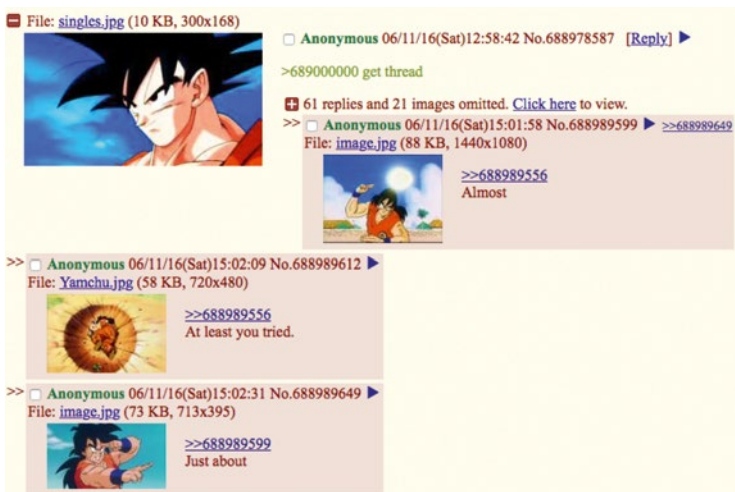 File: singles.jpg (10 KB, 300x168)
Anonymous 06/11/16(Sat)12:58:42 No.688978587 [Reply] ▶
>689000000 get thread
61 replies and 21 images omitted. Click here to view.
>> Anonymous 06/11/16(Sat)15:01:58 No.688989599 ▶ >>688989649
File: image.jpg (88 KB, 1440x1080)
>>688989556
Almost
>> Anonymous 06/11/16(Sat)15:02:09 No.688989612 ▶
File: Yamchu.jpg (58 KB, 720x480)
>>688989556
At least you tried.
>> Anonymous 06/11/16(Sat)15:02:31 No.688989649 ▶
File: image.jpg (73 KB, 713x395)
>>688989599
Just about